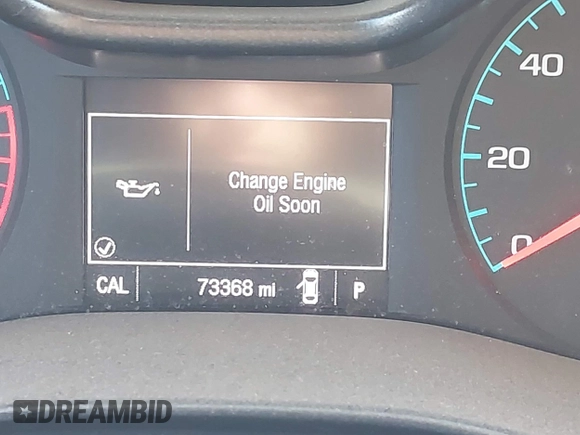 40
20
0
Change Engine
Oil Soon
CAL
73368 mi
P
DREAMBID